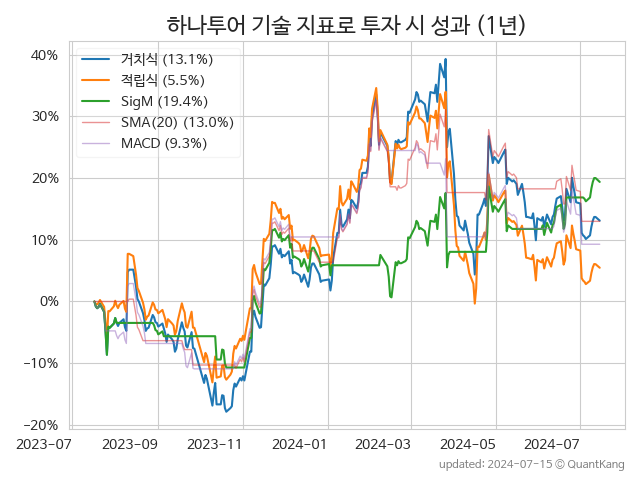 하나투어 기술 지표로 투자 시 성과 (1년)
40%
30%
20%
10%
0%
−10%
−20%
거치식 (13.1%)
적립식 (5.5%)
SigM (19.4%)
SMA(20) (13.0%)
MACD (9.3%)
2023-07
2023-09
2023-11
2024-01
2024-03
2024-05
2024-07
updated: 2024-07-15 © QuantKang